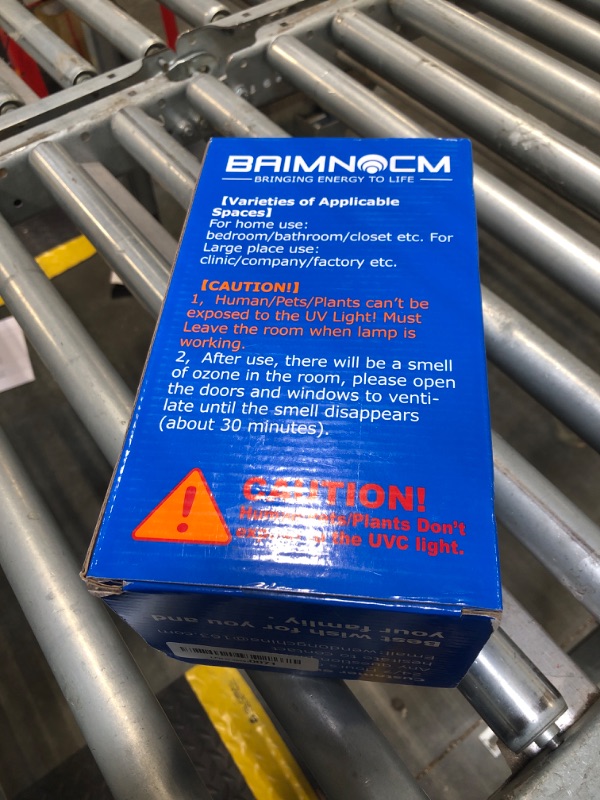 BAIMNOCM
BRINGING ENERGY TO LIFE
【Varieties of Applicable
Spaces】
For home use:
bedroom/bathroom/closet etc. For
Large place use:
clinic/company/factory etc.
【CAUTION!】
1, Human/Pets/Plants can't be
exposed to the UV Light! Must
Leave the room when lamp is
working.
2, After use, there will be a smell
of ozone in the room, please open
the doors and windows to venti-
late until the smell disappears
(about 30 minutes).
CAUTION!
/Plants Don't
the UVC light.
Best wish for you and
your family